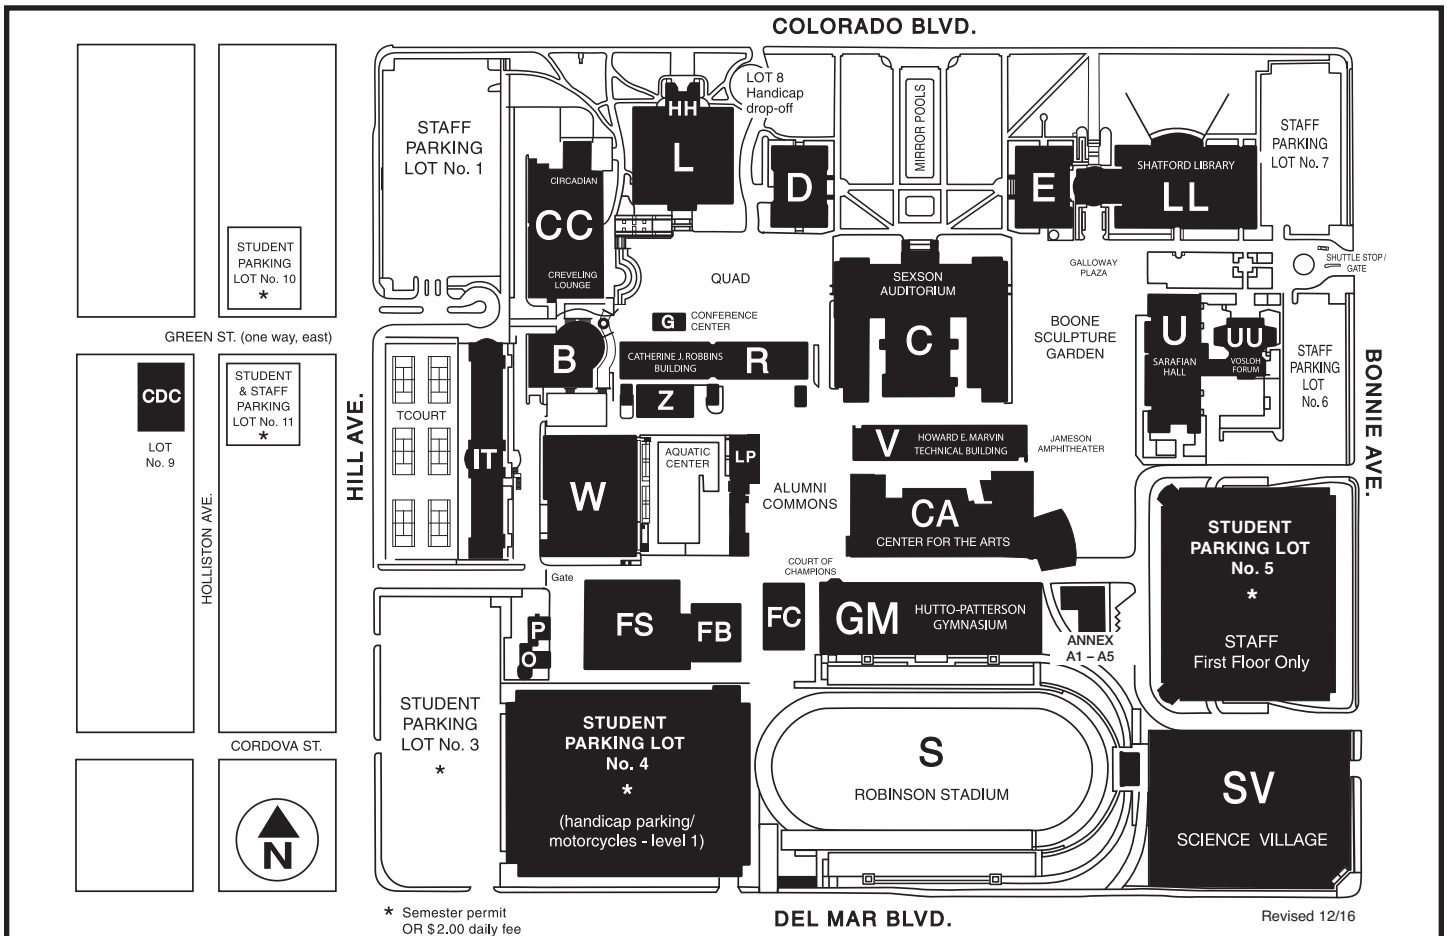 COLORADO BLVD.
STAFF
PARKING
LOT No. 1
HH
L
LOT 8
Handicap
drop-off
D
MIRROR POOLS
E
SHATFORD LIBRARY
LL
STAFF
PARKING
LOT No. 7
CIRCADIAN
CC
CREVELING
LOUNGE
STUDENT
PARKING
LOT No. 10
*
QUAD
SEXSON
AUDITORIUM
C
GALLOWAY
PLAZA
SHUTTLE STOP /
GATE
GREEN ST. (one way, east)
G
CONFERENCE
CENTER
BOONE
SCULPTURE
GARDEN
U
SARAFIAN
HALL
UU
VOSLOH
FORUM
STAFF
PARKING
LOT
No. 6
BONNIE AVE.
CDC
LOT
No. 9
STUDENT
& STAFF
PARKING
LOT No. 11
*
HILL AVE.
TCOURT
IT
B
CATHERINE J. ROBBINS
BUILDING
R
Z
V
HOWARD E. MARVIN
TECHNICAL BUILDING
JAMESON
AMPHITHEATER
W
AQUATIC
CENTER
LP
ALUMNI
COMMONS
CA
CENTER FOR THE ARTS
HOLLISTON AVE.
STUDENT
PARKING LOT
No. 5
*
STAFF
First Floor Only
Gate
COURT OF
CHAMPIONS
P
O
FS
FB
FC
GM
HUTTO-PATTERSON
GYMNASIUM
ANNEX
A1 – A5
STUDENT
PARKING
LOT No. 3
*
STUDENT
PARKING LOT
No. 4
*
(handicap parking/
motorcycles - level 1)
S
ROBINSON STADIUM
SV
SCIENCE VILLAGE
CORDOVA ST.
N
* Semester permit
OR $2.00 daily fee
DEL MAR BLVD.
Revised 12/16